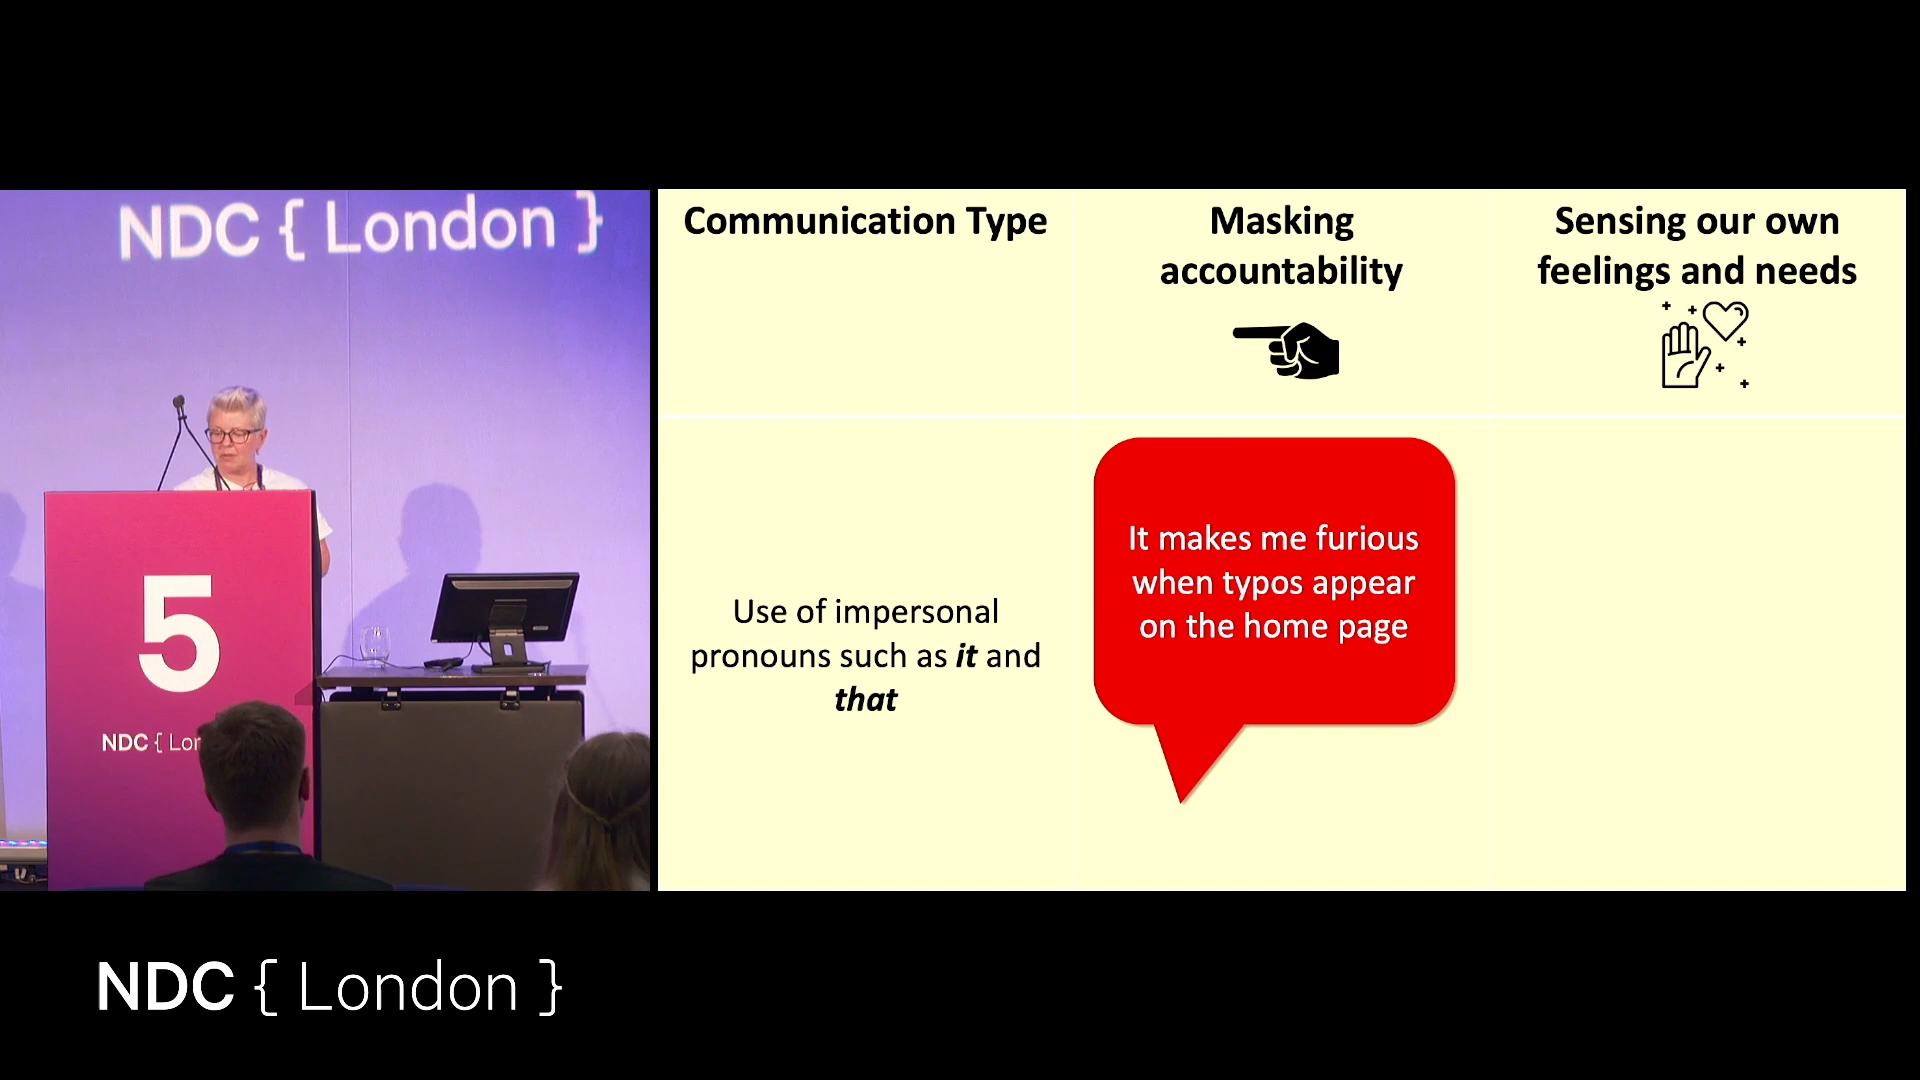 NDC { London }
5
NDC { Lon
Communication Type
Masking
accountability
Sensing our own
feelings and needs
Use of impersonal
pronouns such as it and
that
It makes me furious
when typos appear
on the home page
NDC { London }